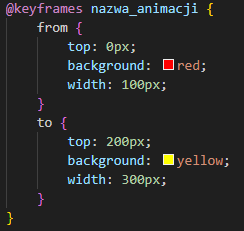 @keyframes nazwa_animacji {
    from {
        top: 0px;
        background: red;
        width: 100px;
    }
    to {
        top: 200px;
        background: yellow;
        width: 300px;
    }
}